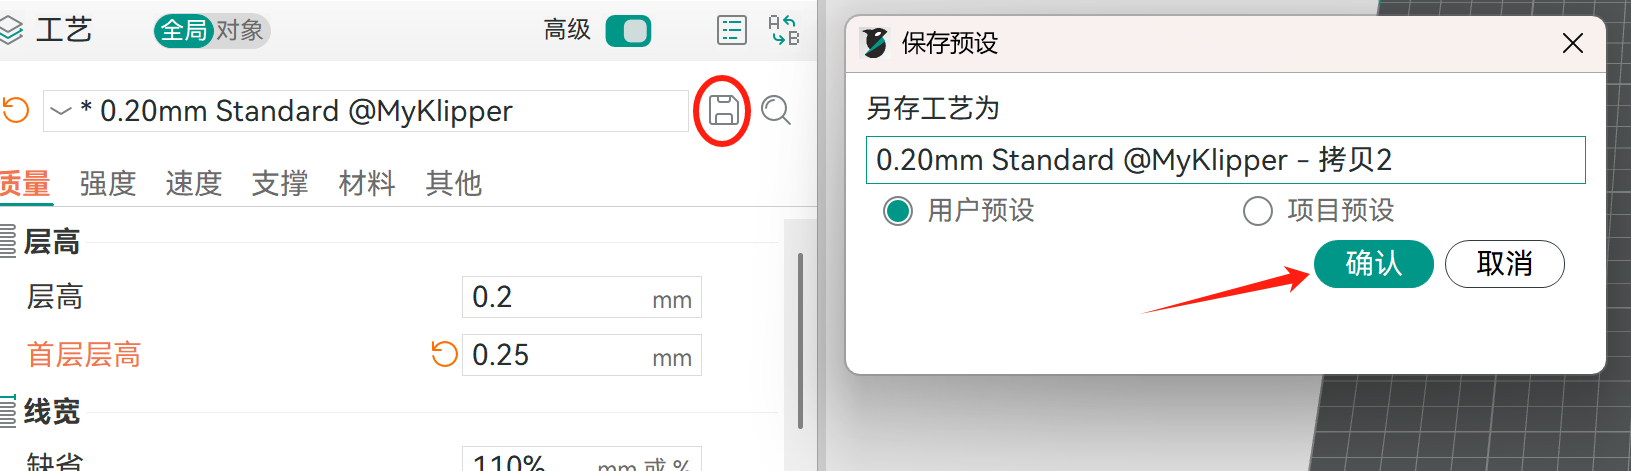 工艺
全局 对象
高级
* 0.20mm Standard @MyKlipper
质量 强度 速度 支撑 材料 其他
层高
层高 0.2 mm
首层层高 0.25 mm
线宽
缺省 110% mm 或 %
保存预设
另存工艺为
0.20mm Standard @MyKlipper - 拷贝2
用户预设 项目预设
确认 取消